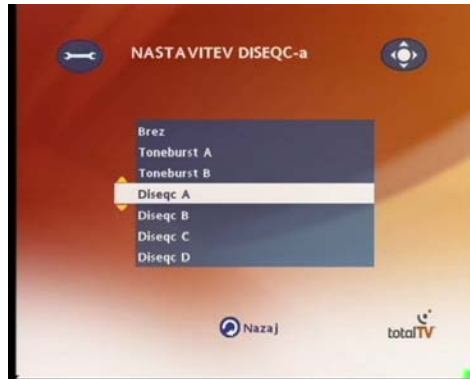 NASTAVITEV DISEQC-a
Brez
Toneburst A
Toneburst B
Diseqc A
Diseqc B
Diseqc C
Diseqc D
Nazaj
totalTV